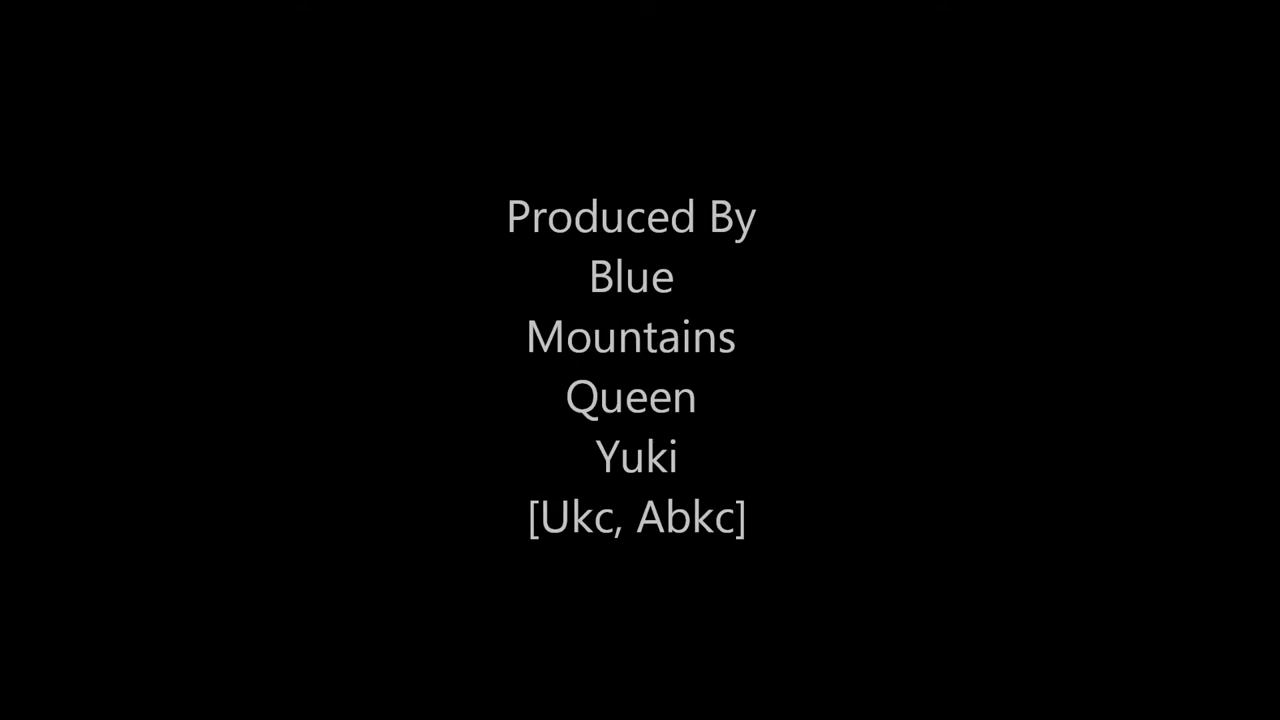 Produced By
Blue
Mountains
Queen
Yuki
[Ukc, Abkc]